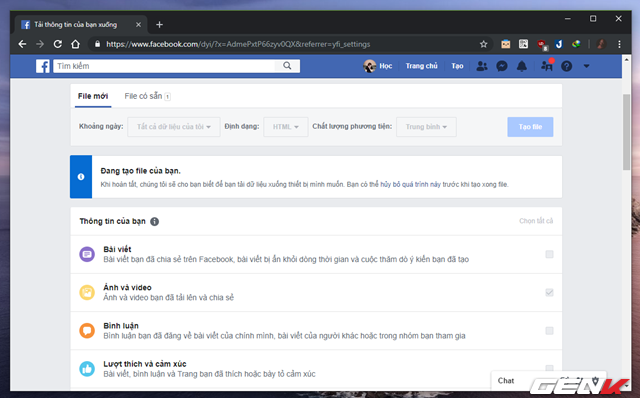 Tải thông tin của bạn xuống
https://www.facebook.com/dyi/?x=AdmePxtP66zyv0QX&referrer=yfi_settings
Tìm kiếm
Học Trang chủ Tạo
File mới File có sẵn 1
Khoảng ngày: Tất cả dữ liệu của tôi Định dạng: HTML Chất lượng phương tiện: Trung bình Tạo file
Đang tạo file của bạn.
Khi hoàn tất, chúng tôi sẽ cho bạn biết để bạn tải dữ liệu xuống thiết bị mình muốn. Bạn có thể hủy bỏ quá trình này trước khi tạo xong file.
Thông tin của bạn Chọn tất cả
Bài viết
Bài viết bạn đã chia sẻ trên Facebook, bài viết bị ẩn khỏi dòng thời gian và cuộc thăm dò ý kiến bạn đã tạo
Ảnh và video
Ảnh và video bạn đã tải lên và chia sẻ
Bình luận
Bình luận bạn đã đăng về bài viết của chính mình, bài viết của người khác hoặc trong nhóm bạn tham gia
Lượt thích và cảm xúc
Bài viết, bình luận và Trang bạn đã thích hoặc bày tỏ cảm xúc
Chat
GENK